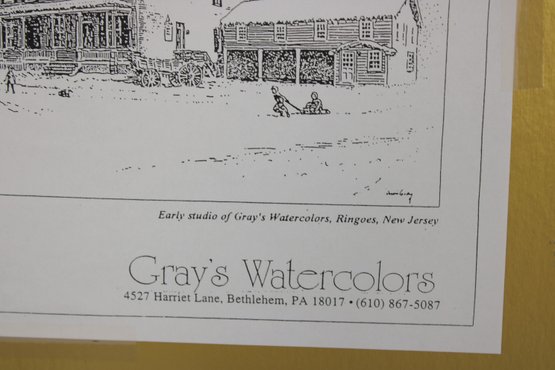 Early studio of Gray's Watercolors, Ringoes, New Jersey
Gray's Watercolors
4527 Harriet Lane, Bethlehem, PA 18017 • (610) 867-5087